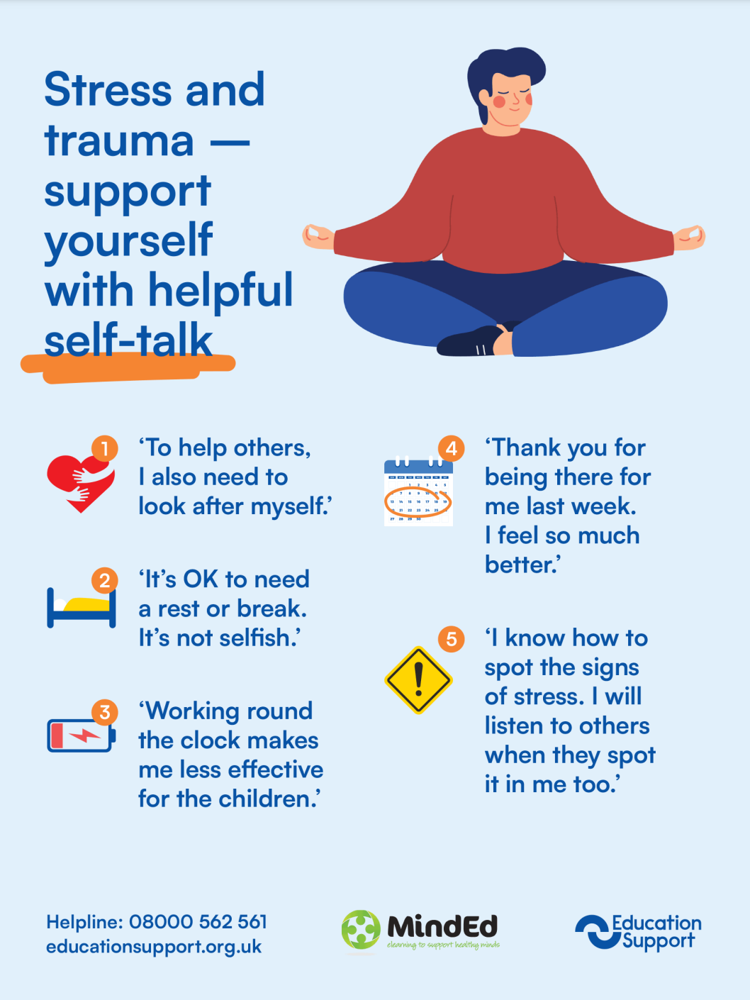 Stress and
trauma –
support
yourself
with helpful
self-talk
1
‘To help others,
I also need to
look after myself.’
2
‘It’s OK to need
a rest or break.
It’s not selfish.’
3
‘Working round
the clock makes
me less effective
for the children.’
4
‘Thank you for
being there for
me last week.
I feel so much
better.’
5
‘I know how to
spot the signs
of stress. I will
listen to others
when they spot
it in me too.’
Helpline: 08000 562 561
educationsupport.org.uk
MindEd
elearning to support healthy minds
Education
Support